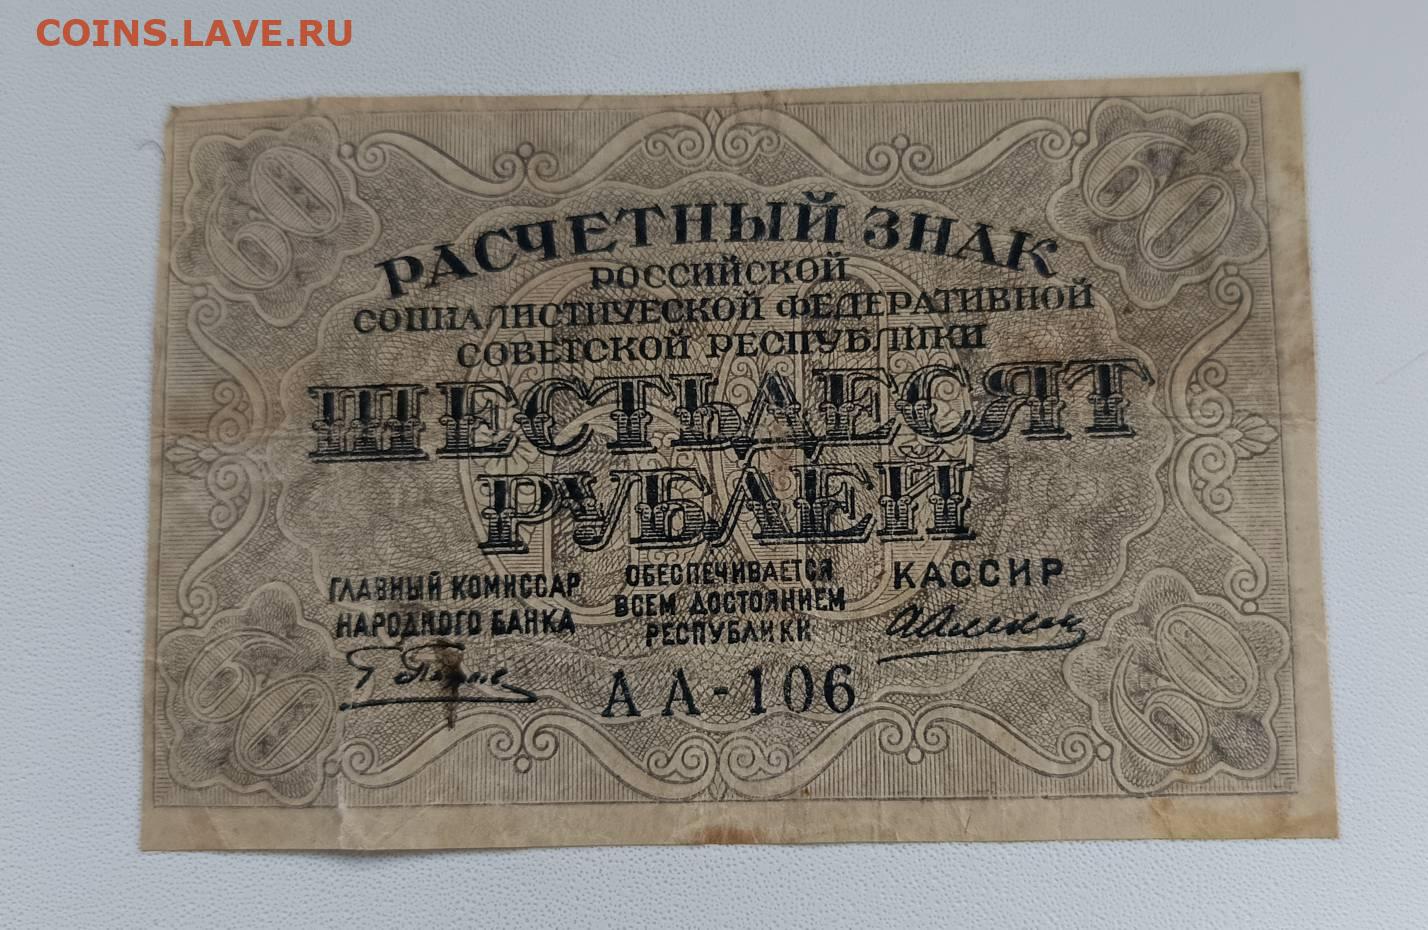 COINS.LAVE.RU
60 60
РАСЧЕТНЫЙ ЗНАК
РОССИЙСКОЙ
СОЦИАЛИСТИЧЕСКОЙ ФЕДЕРАТИВНОЙ
СОВЕТСКОЙ РЕСПУБЛИКИ
ШЕСТЬДЕСЯТ
РУБЛЕЙ
60
ГЛАВНЫЙ КОМИССАР
НАРОДНОГО БАНКА
ОБЕСПЕЧИВАЕТСЯ
ВСЕМ ДОСТОЯНИЕМ
РЕСПУБЛИКИ
КАССИР
АА-106
60 60